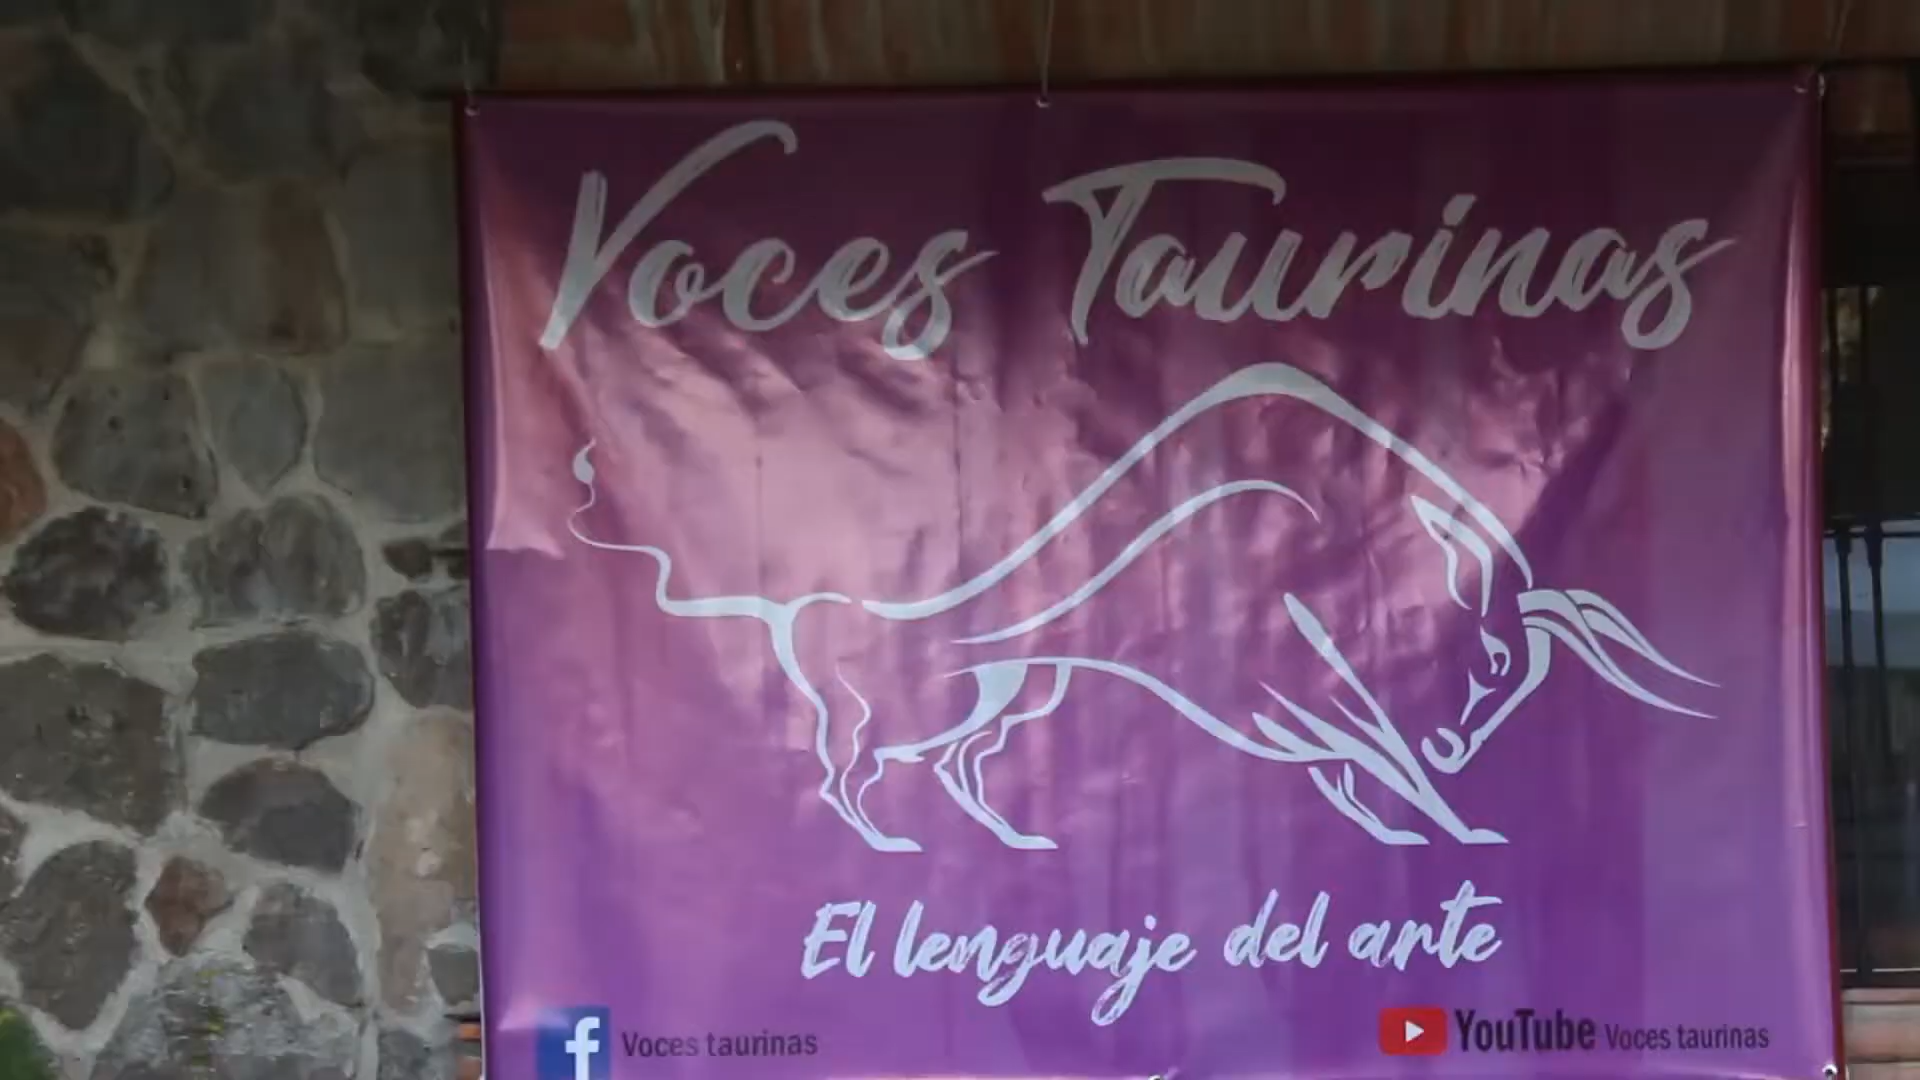 Voces Taurinas
El lenguaje del arte
f Voces taurinas
YouTube Voces taurinas